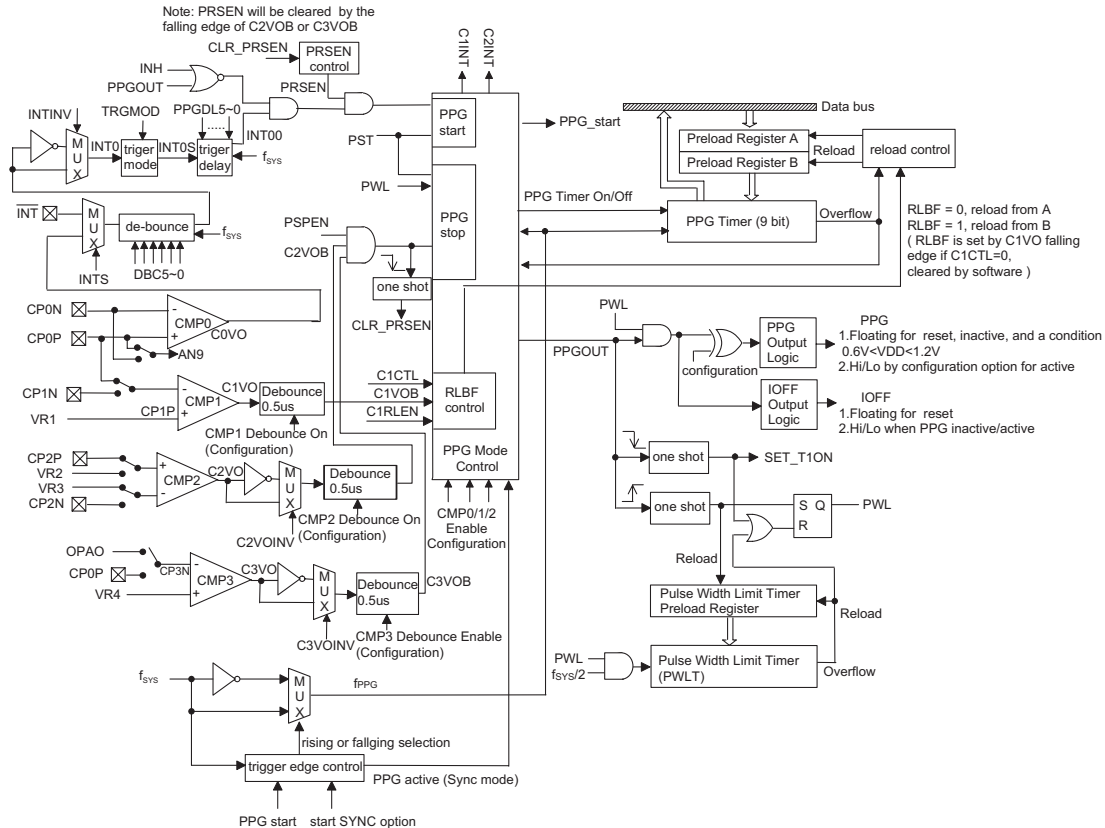 Note: PRSEN will be cleared by the
falling edge of C2VOB or C3VOB
CLR_PRSEN
PRSEN
control
PRSEN
INH
PPGOUT
INTINV
TRGMOD
PPGDL5~0
......
INT00
M
U
X
INT0
triger
mode
INT0S
triger
delay
fSYS
INT
M
U
X
de-bounce
fSYS
INTS
DBC5~0
C1INT
C2INT
PPG
start
PPG_start
PST
PWL
PPG
stop
PSPEN
C2VOB
one shot
CLR_PRSEN
PPG Timer On/Off
Data bus
Preload Register A
Preload Register B
Reload
reload control
PPG Timer (9 bit)
Overflow
RLBF = 0, reload from A
RLBF = 1, reload from B
( RLBF is set by C1VO falling
edge if C1CTL=0,
cleared by software )
CP0N
CP0P
-
+
CMP0
C0VO
AN9
CP1N
VR1
CP1P
-
+
CMP1
C1VO
Debounce
0.5us
CMP1 Debounce On
(Configuration)
C1CTL
C1VOB
C1RLEN
RLBF
control
PPG Mode
Control
CMP0/1/2
Enable
Configuration
CP2P
VR2
VR3
CP2N
+
-
CMP2
C2VO
M
U
X
Debounce
0.5us
CMP2 Debounce On
(Configuration)
C2VOINV
OPAO
CP0P
VR4
CP3N
-
+
CMP3
C3VO
M
U
X
Debounce
0.5us
C3VOB
CMP3 Debounce Enable
(Configuration)
C3VOINV
fSYS
M
U
X
fPPG
rising or fallging selection
trigger edge control
PPG active (Sync mode)
PPG start
start SYNC option
PWL
PPGOUT
configuration
PPG
Output
Logic
PPG
1.Floating for reset, inactive, and a condition
0.6V<VDD<1.2V
2.Hi/Lo by configuration option for active
IOFF
Output
Logic
IOFF
1.Floating for reset
2.Hi/Lo when PPG inactive/active
one shot
SET_T1ON
one shot
S Q
R
PWL
Reload
Pulse Width Limit Timer
Preload Register
Reload
PWL
fSYS/2
Pulse Width Limit Timer
(PWLT)
Overflow